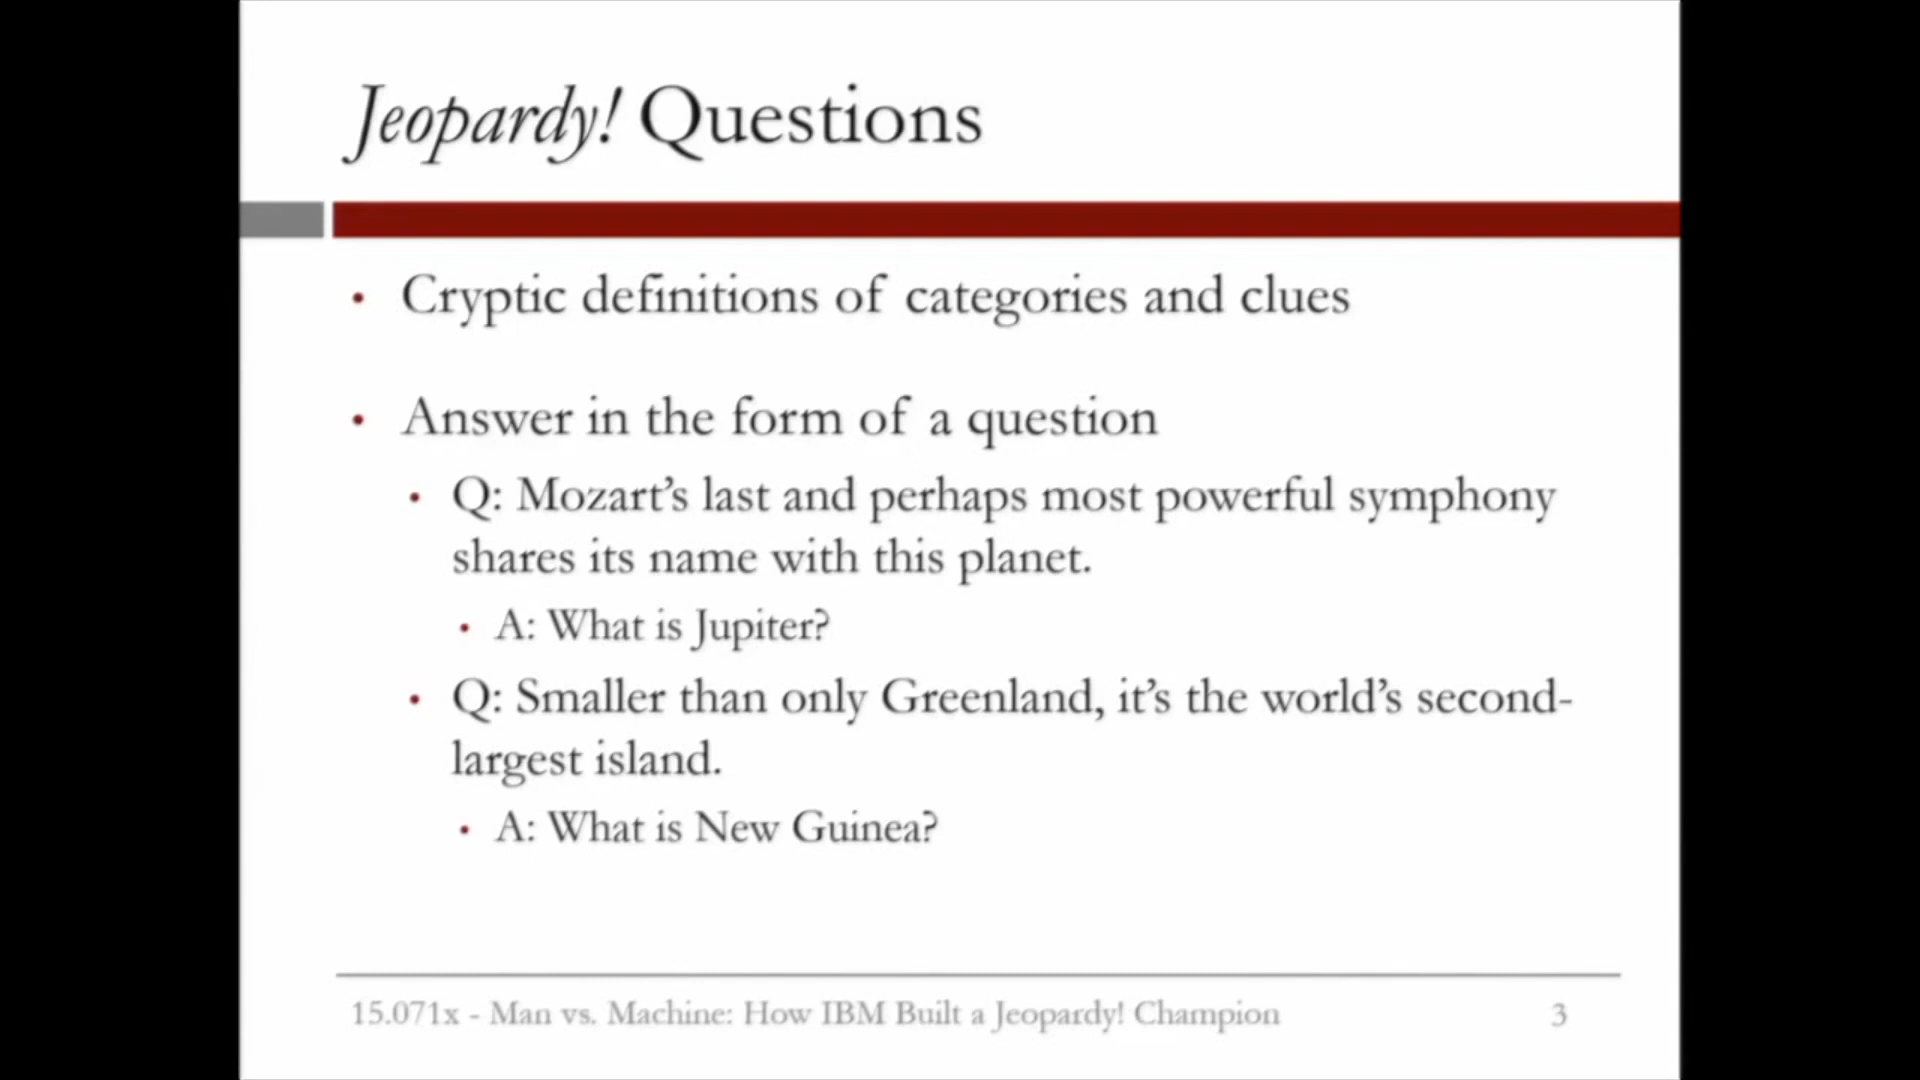 Jeopardy! Questions
• Cryptic definitions of categories and clues
• Answer in the form of a question
• Q: Mozart’s last and perhaps most powerful symphony
shares its name with this planet.
• A: What is Jupiter?
• Q: Smaller than only Greenland, it’s the world’s second-
largest island.
• A: What is New Guinea?
15.071x - Man vs. Machine: How IBM Built a Jeopardy! Champion 3